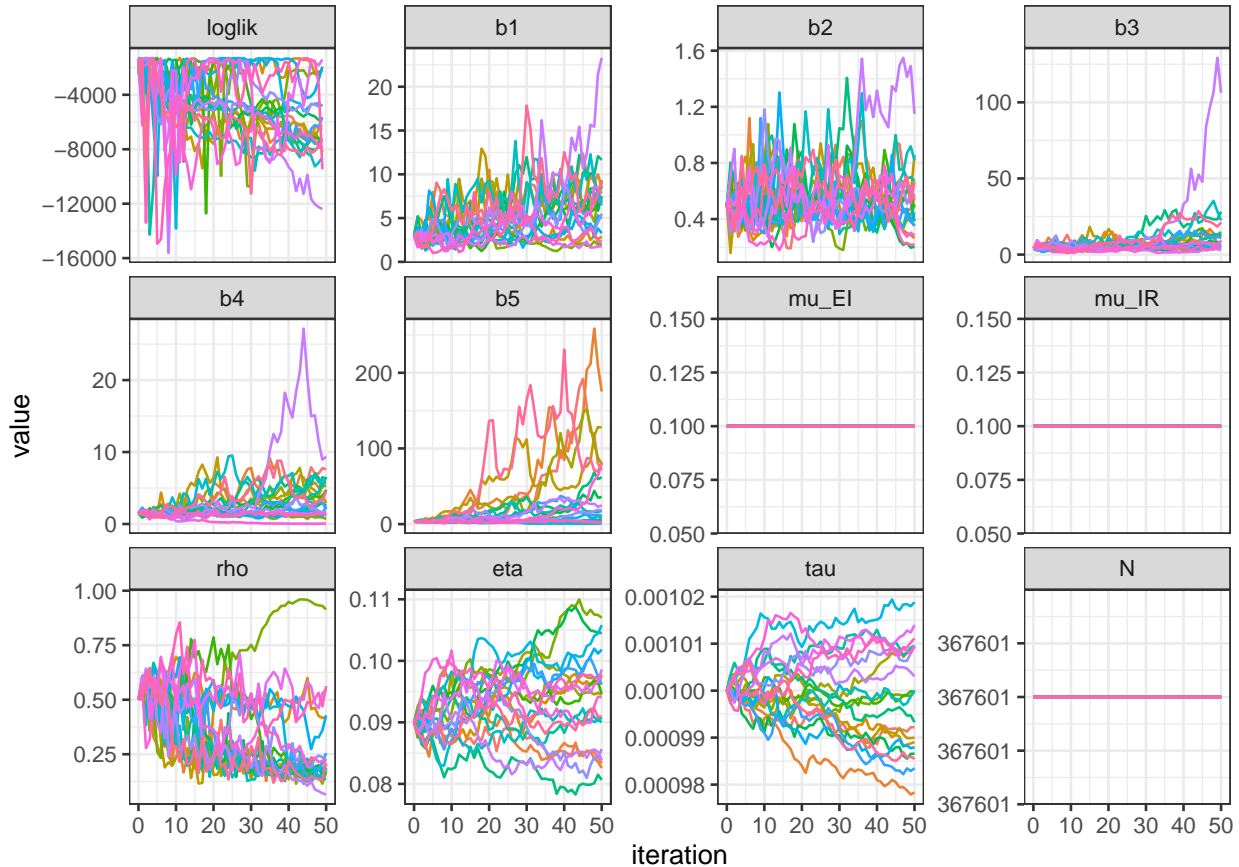 loglik b1 b2 b3
−4000 −8000 −12000 −16000
0 5 10 15 20
0.4 0.8 1.2 1.6
0 50 100
b4 b5 mu_EI mu_IR
0 10 20
0 100 200
0.050 0.075 0.100 0.125 0.150
0.050 0.075 0.100 0.125 0.150
rho eta tau N
0.25 0.50 0.75 1.00
0.08 0.09 0.10 0.11
0.00098 0.00099 0.00100 0.00101 0.00102
367601 367601 367601 367601
0 10 20 30 40 50 0 10 20 30 40 50 0 10 20 30 40 50 0 10 20 30 40 50
iteration
value